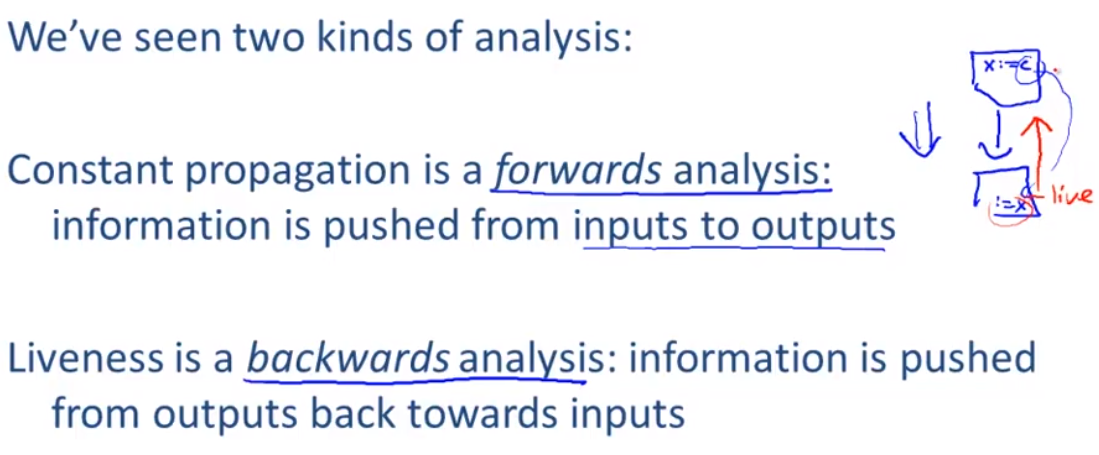 We've seen two kinds of analysis:
x:=c
Constant propagation is a forwards analysis:
information is pushed from inputs to outputs
:=x
live
Liveness is a backwards analysis: information is pushed
from outputs back towards inputs